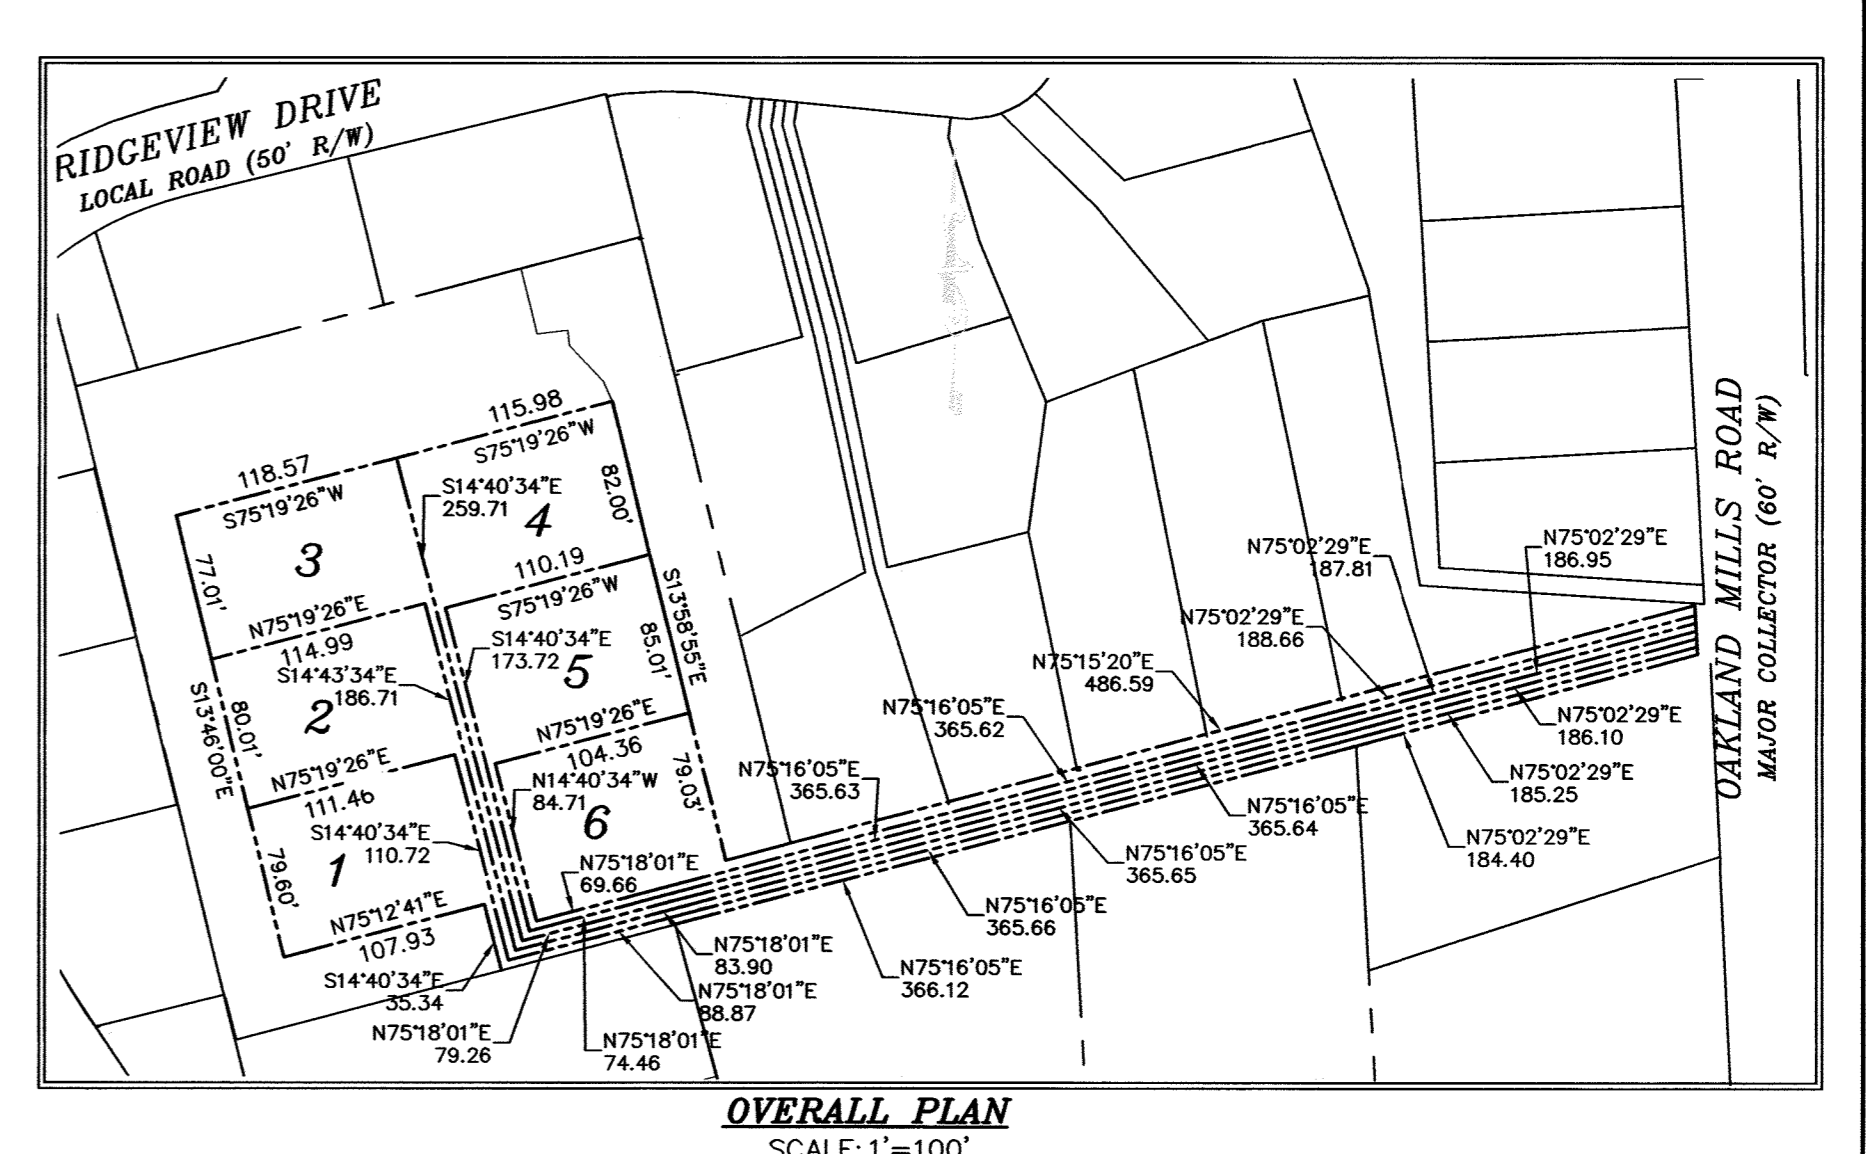 RIDGEVIEW DRIVE
LOCAL ROAD (50' R/W)
115.98
S75°19'26"W
118.57
S75°19'26"W
S14°40'34"E
259.71
82.00'
4
3
77.01'
110.19
S75°19'26"W
N75°19'26"E
114.99
S13°58'55"E
S14°40'34"E
173.72
85.01'
5
S14°43'34"E
186.71
2
80.01'
S13°46'00"E
N75°19'26"E
104.36
N75°19'26"E
111.46
79.03'
N14°40'34"W
84.71
6
S14°40'34"E
110.72
1
79.60'
N75°18'01"E
69.66
N75°12'41"E
107.93
S14°40'34"E
35.34
N75°18'01"E
79.26
N75°18'01"E
74.46
N75°18'01"E
83.90
N75°18'01"E
88.87
N75°16'05"E
365.63
N75°16'05"E
365.62
N75°15'20"E
486.59
N75°02'29"E
188.66
N75°02'29"E
187.81
N75°02'29"E
186.95
N75°02'29"E
186.10
N75°02'29"E
185.25
N75°02'29"E
184.40
N75°16'05"E
365.64
N75°16'05"E
365.65
N75°16'05"E
365.66
N75°16'05"E
366.12
OAKLAND MILLS ROAD
MAJOR COLLECTOR (60' R/W)
OVERALL PLAN
SCALE: 1'=100'